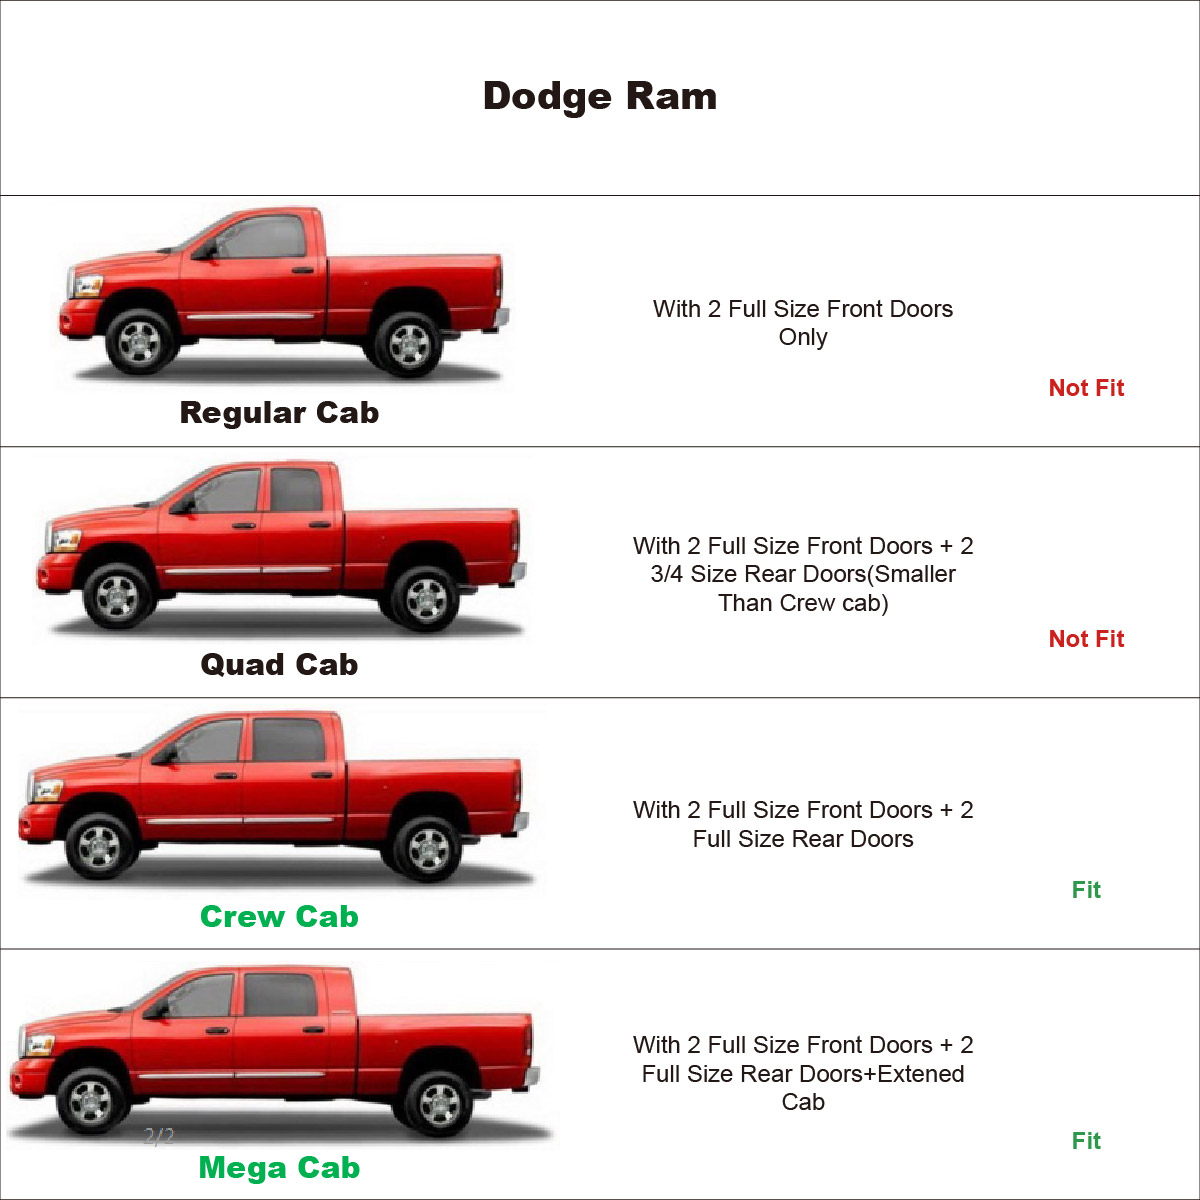 Dodge Ram
With 2 Full Size Front Doors
Only
Not Fit
Regular Cab
With 2 Full Size Front Doors + 2
3/4 Size Rear Doors(Smaller
Than Crew cab)
Not Fit
Quad Cab
With 2 Full Size Front Doors + 2
Full Size Rear Doors
Fit
Crew Cab
With 2 Full Size Front Doors + 2
Full Size Rear Doors+Extened
Cab
2/2
Fit
Mega Cab